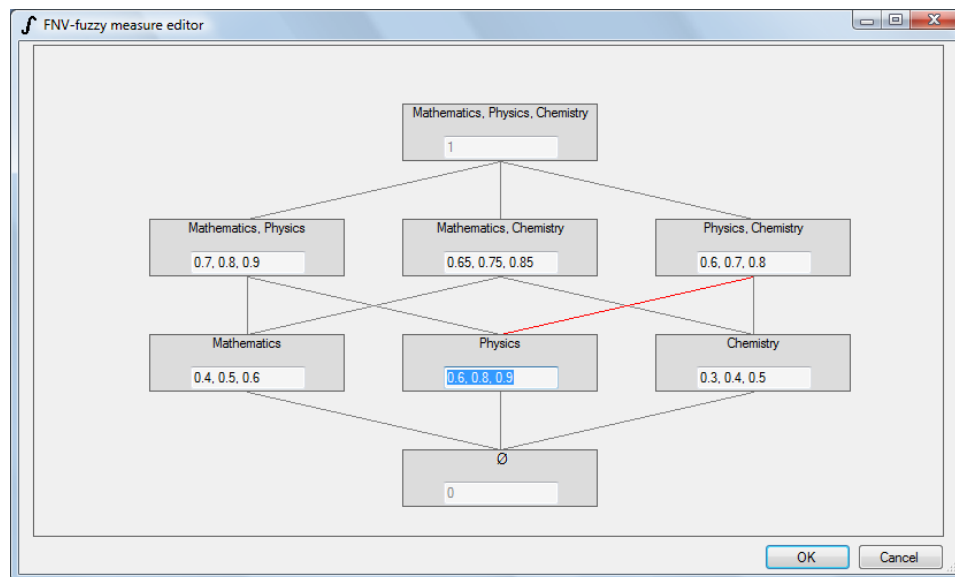 FNV-fuzzy measure editor
Mathematics, Physics, Chemistry
1
Mathematics, Physics
Mathematics, Chemistry
Physics, Chemistry
0.7, 0.8, 0.9
0.65, 0.75, 0.85
0.6, 0.7, 0.8
Mathematics
Physics
Chemistry
0.4, 0.5, 0.6
0.6, 0.8, 0.9
0.3, 0.4, 0.5
Ø
0
OK
Cancel